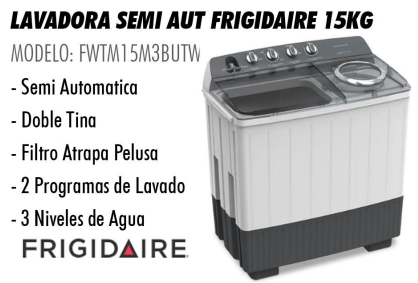 LAVADORA SEMI AUT FRIGIDAIRE 15KG
MODELO: FWTM15M3BUTW
- Semi Automatica
- Doble Tina
- Filtro Atrapa Pelusa
- 2 Programas de Lavado
- 3 Niveles de Agua
FRIGIDAIRE